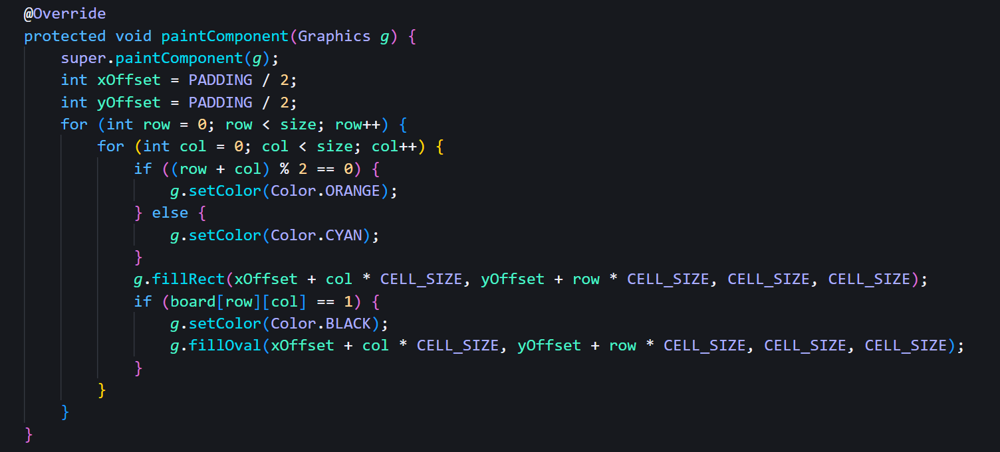 @Override
protected void paintComponent(Graphics g) {
    super.paintComponent(g);
    int xOffset = PADDING / 2;
    int yOffset = PADDING / 2;
    for (int row = 0; row < size; row++) {
        for (int col = 0; col < size; col++) {
            if ((row + col) % 2 == 0) {
                g.setColor(Color.ORANGE);
            } else {
                g.setColor(Color.CYAN);
            }
            g.fillRect(xOffset + col * CELL_SIZE, yOffset + row * CELL_SIZE, CELL_SIZE, CELL_SIZE);
            if (board[row][col] == 1) {
                g.setColor(Color.BLACK);
                g.fillOval(xOffset + col * CELL_SIZE, yOffset + row * CELL_SIZE, CELL_SIZE, CELL_SIZE);
            }
        }
    }
}